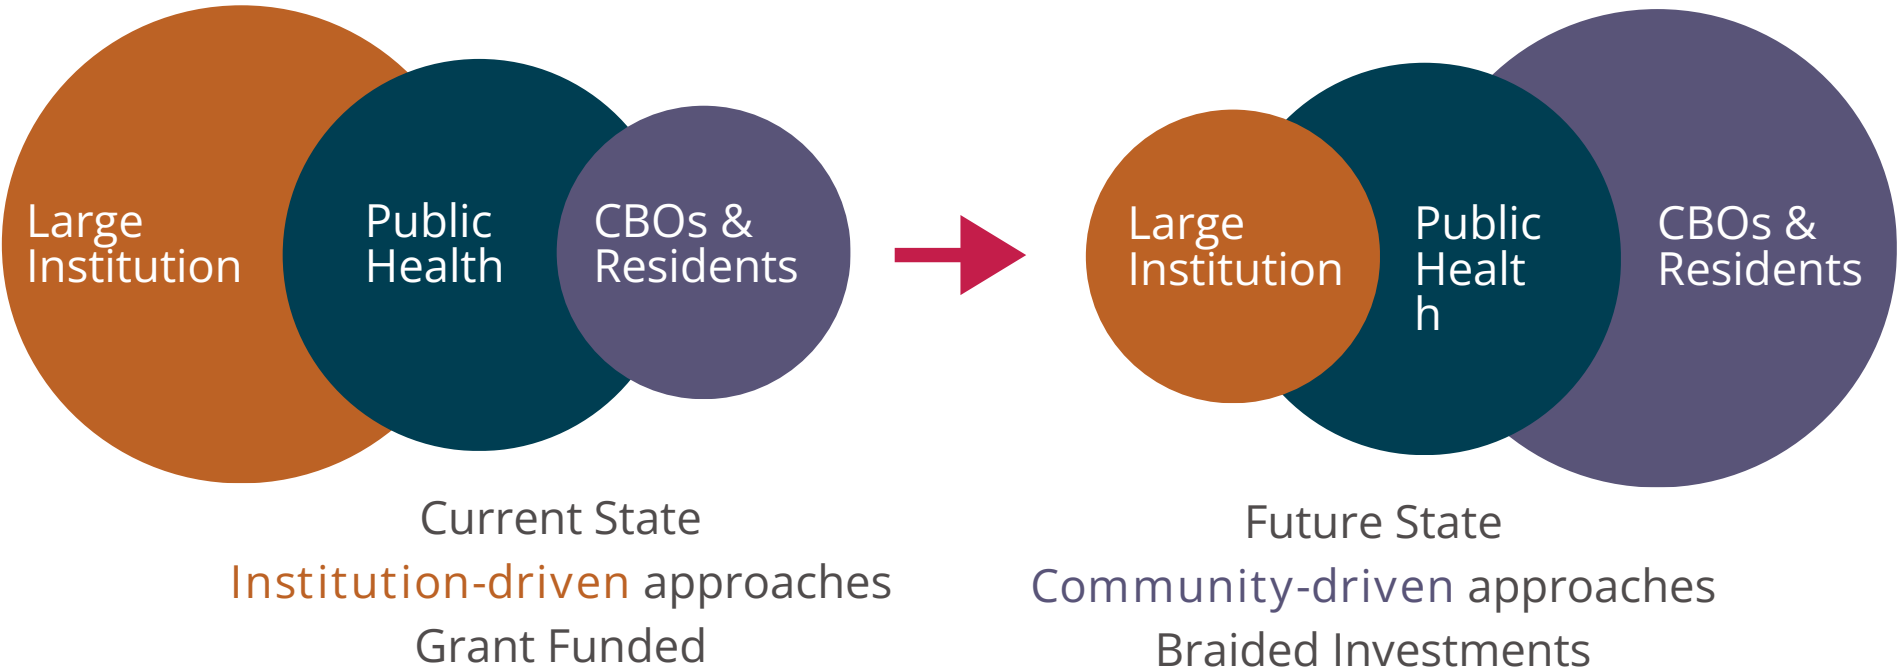 Large
Institution
Public
Health
CBOs &
Residents
Large
Institution
Public
Healt
h
CBOs &
Residents
Current State
Institution-driven approaches
Grant Funded
Future State
Community-driven approaches
Braided Investments